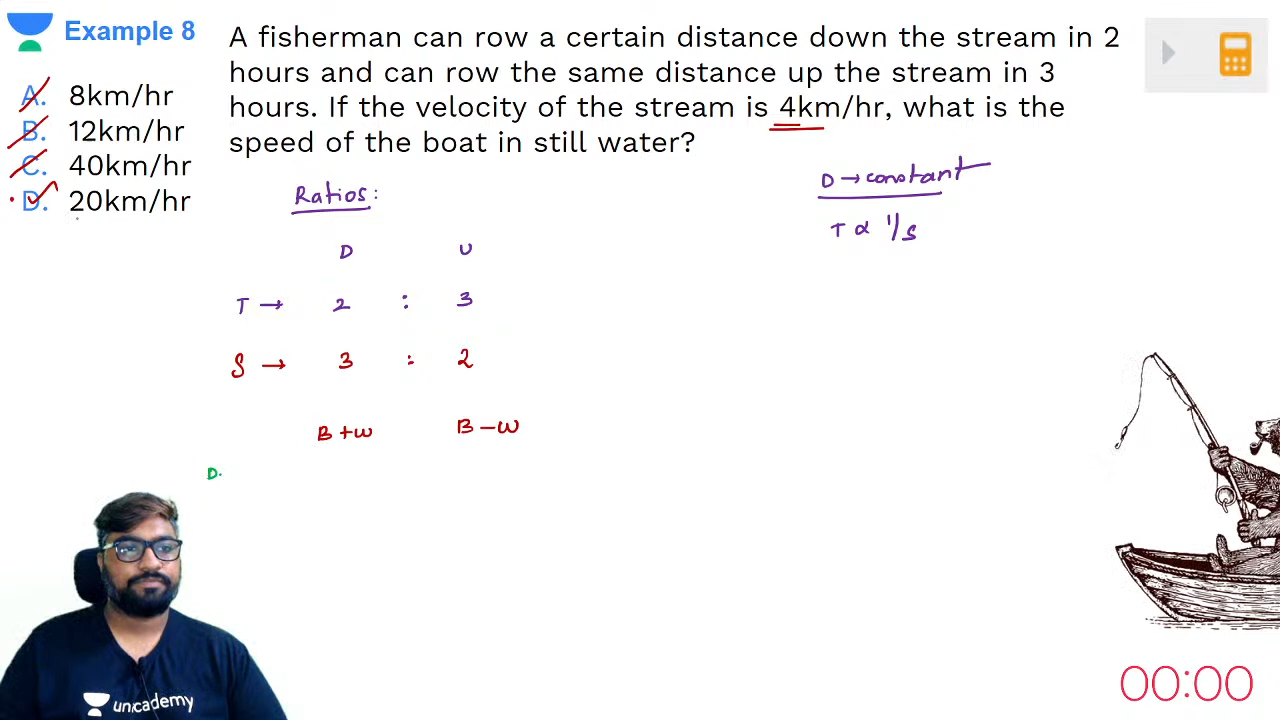 Example 8
A fisherman can row a certain distance down the stream in 2
hours and can row the same distance up the stream in 3
hours. If the velocity of the stream is 4km/hr, what is the
speed of the boat in still water?
A. 8km/hr
B. 12km/hr
C. 40km/hr
D. 20km/hr
Ratios:
D U
T → 2 : 3
S → 3 : 2
B+w B-w
D.
D → constant
T ∝ 1/S
unacademy
00:00